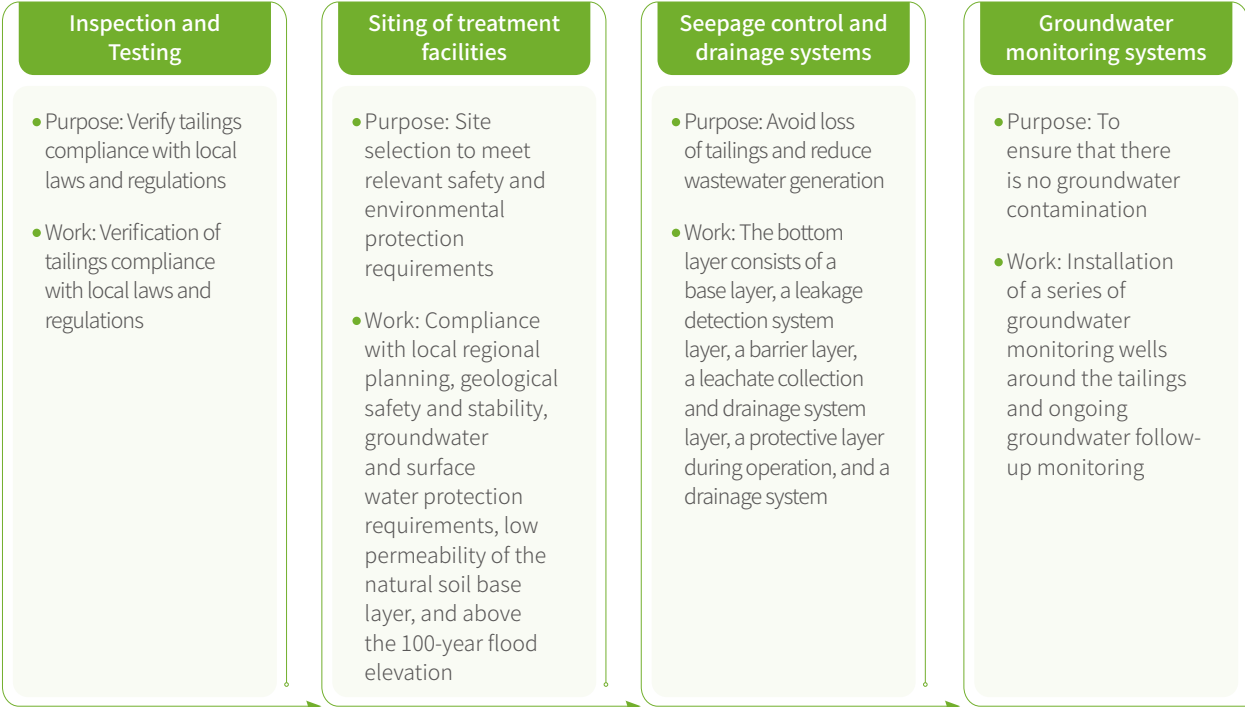 Inspection and
Testing
• Purpose: Verify tailings
compliance with local
laws and regulations
• Work: Verification of
tailings compliance
with local laws and
regulations
Siting of treatment
facilities
• Purpose: Site
selection to meet
relevant safety and
environmental
protection
requirements
• Work: Compliance
with local regional
planning, geological
safety and stability,
groundwater
and surface
water protection
requirements, low
permeability of the
natural soil base
layer, and above
the 100-year flood
elevation
Seepage control and
drainage systems
• Purpose: Avoid loss
of tailings and reduce
wastewater generation
• Work: The bottom
layer consists of a
base layer, a leakage
detection system
layer, a barrier layer,
a leachate collection
and drainage system
layer, a protective layer
during operation, and a
drainage system
Groundwater
monitoring systems
• Purpose: To
ensure that there
is no groundwater
contamination
• Work: Installation
of a series of
groundwater
monitoring wells
around the tailings
and ongoing
groundwater follow-
up monitoring